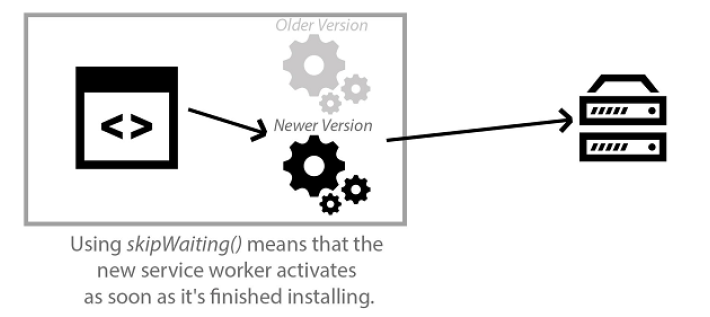 Older Version
Newer Version
<>
Using skipWaiting() means that the
new service worker activates
as soon as it's finished installing.